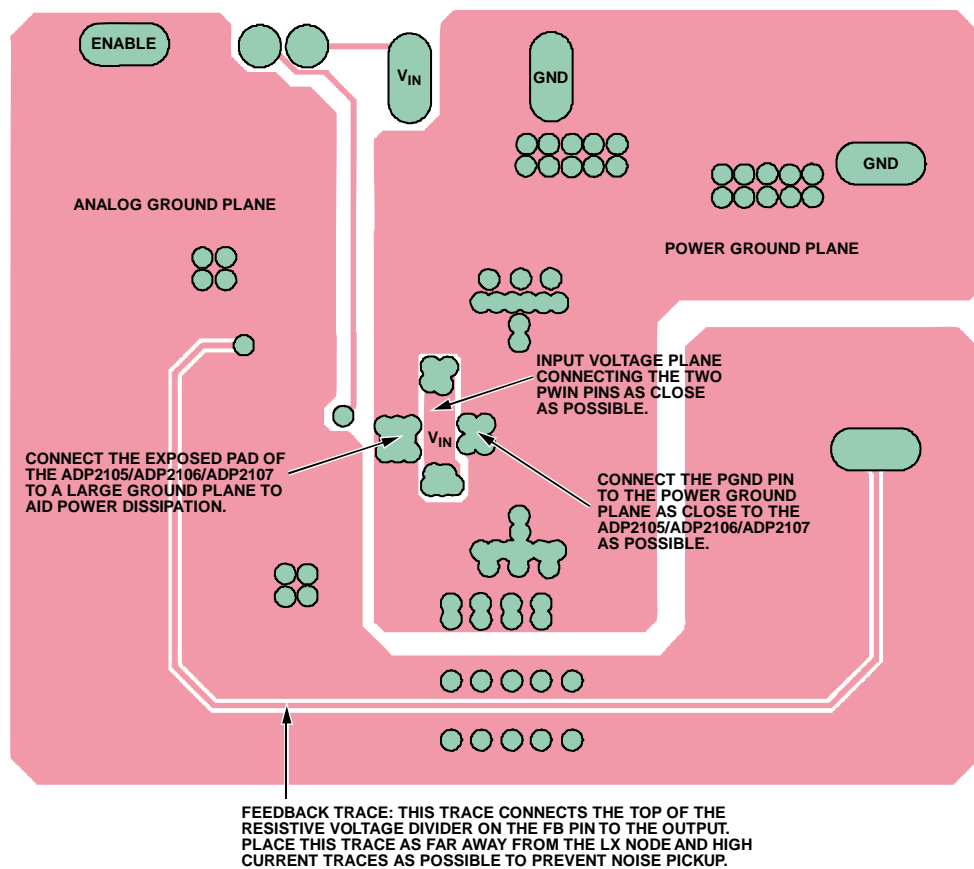 ENABLE
VIN
GND
GND
ANALOG GROUND PLANE
POWER GROUND PLANE
INPUT VOLTAGE PLANE
CONNECTING THE TWO
PWIN PINS AS CLOSE
AS POSSIBLE.
VIN
CONNECT THE EXPOSED PAD OF
THE ADP2105/ADP2106/ADP2107
TO A LARGE GROUND PLANE TO
AID POWER DISSIPATION.
CONNECT THE PGND PIN
TO THE POWER GROUND
PLANE AS CLOSE TO THE
ADP2105/ADP2106/ADP2107
AS POSSIBLE.
FEEDBACK TRACE: THIS TRACE CONNECTS THE TOP OF THE
RESISTIVE VOLTAGE DIVIDER ON THE FB PIN TO THE OUTPUT.
PLACE THIS TRACE AS FAR AWAY FROM THE LX NODE AND HIGH
CURRENT TRACES AS POSSIBLE TO PREVENT NOISE PICKUP.